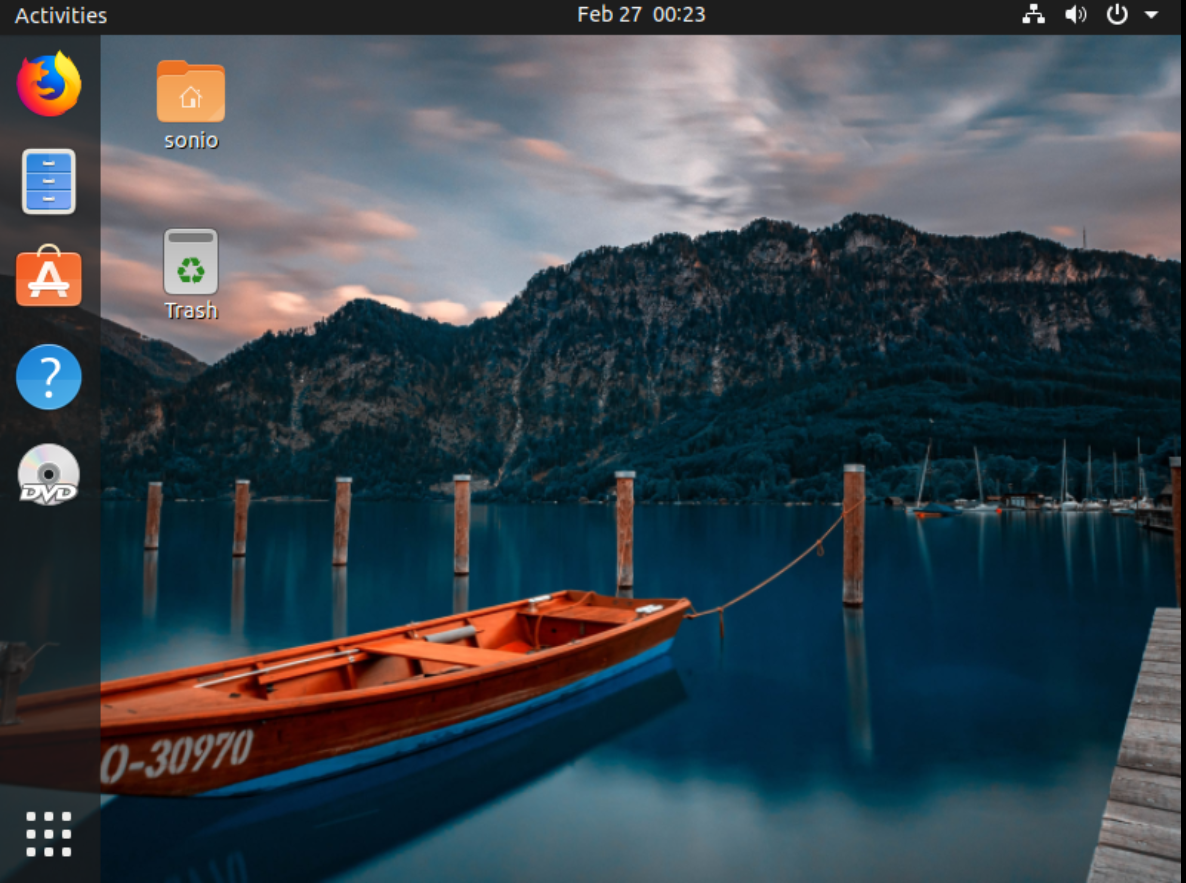 Activities
Feb 27 00:23
sonio
Trash
?
DVD
O-30970